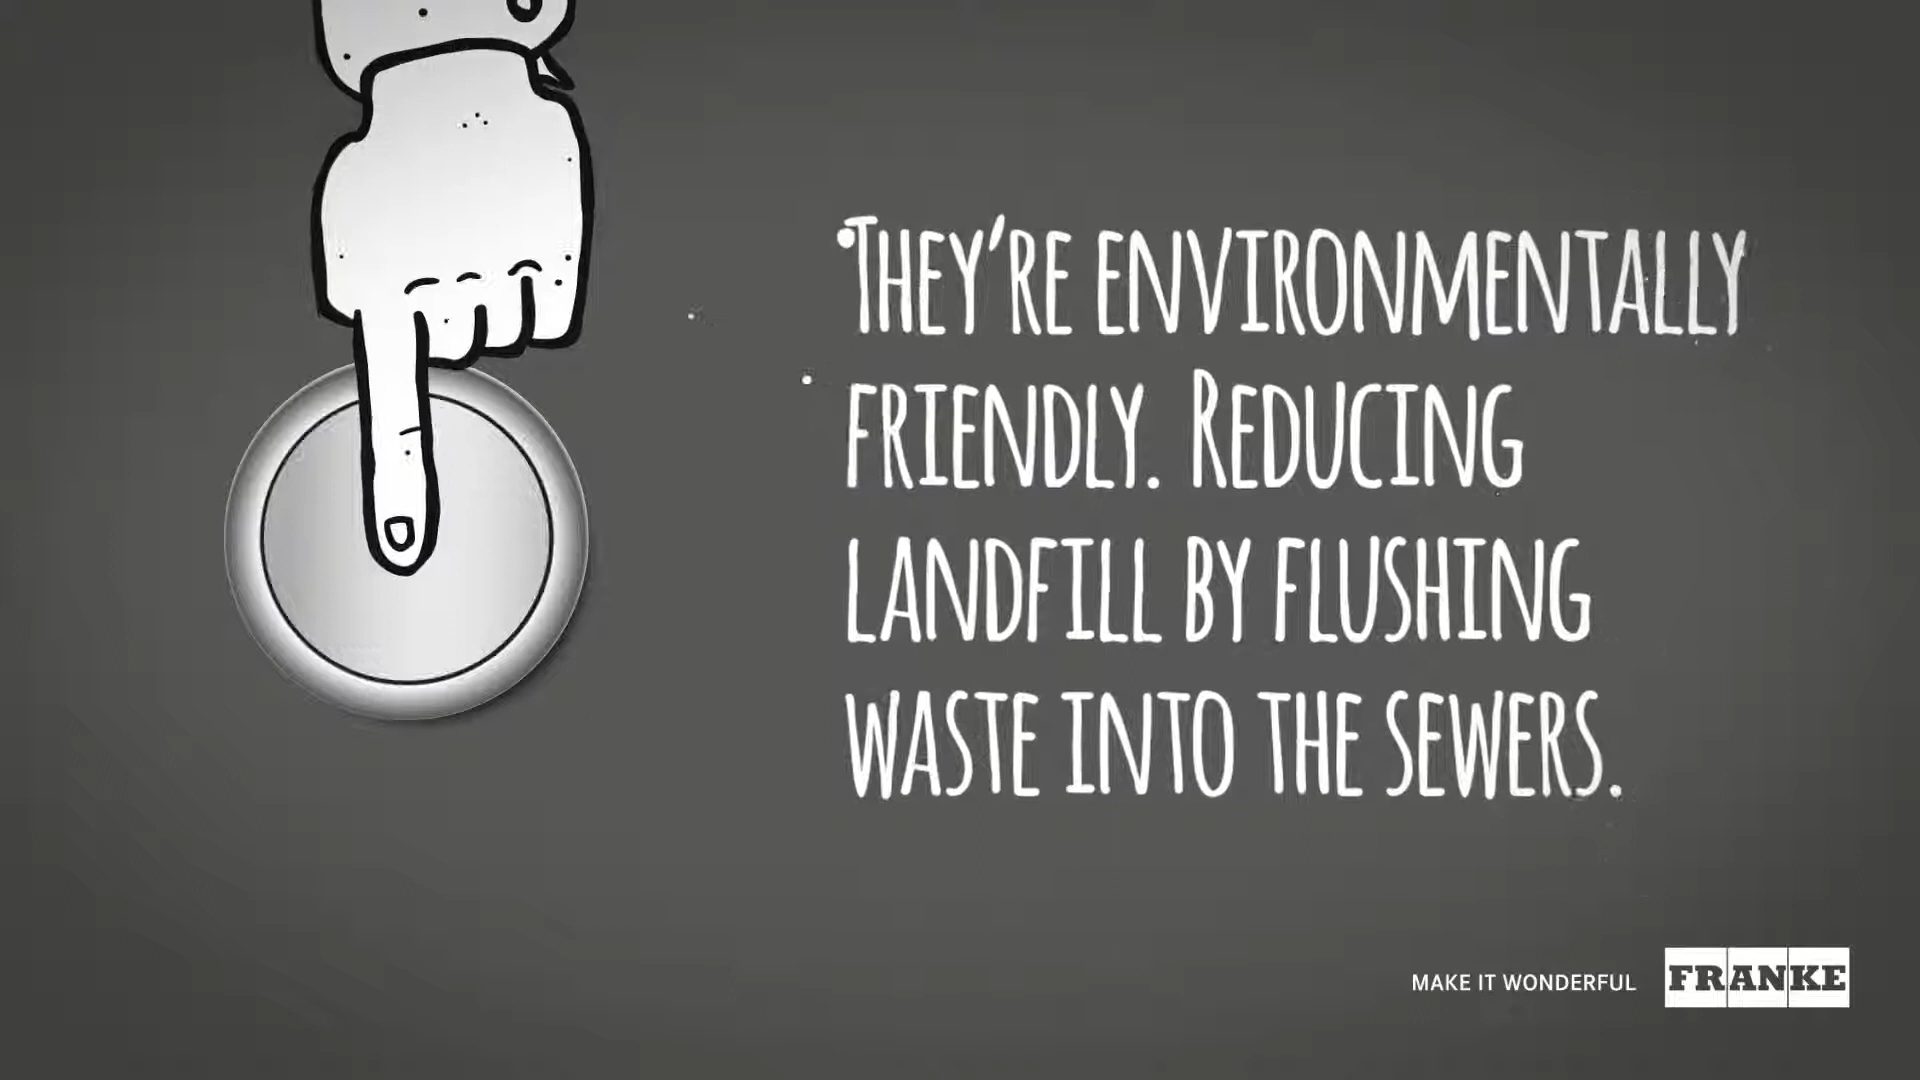 They're environmentally
friendly. Reducing
landfill by flushing
waste into the sewers.
MAKE IT WONDERFUL
FRANKE